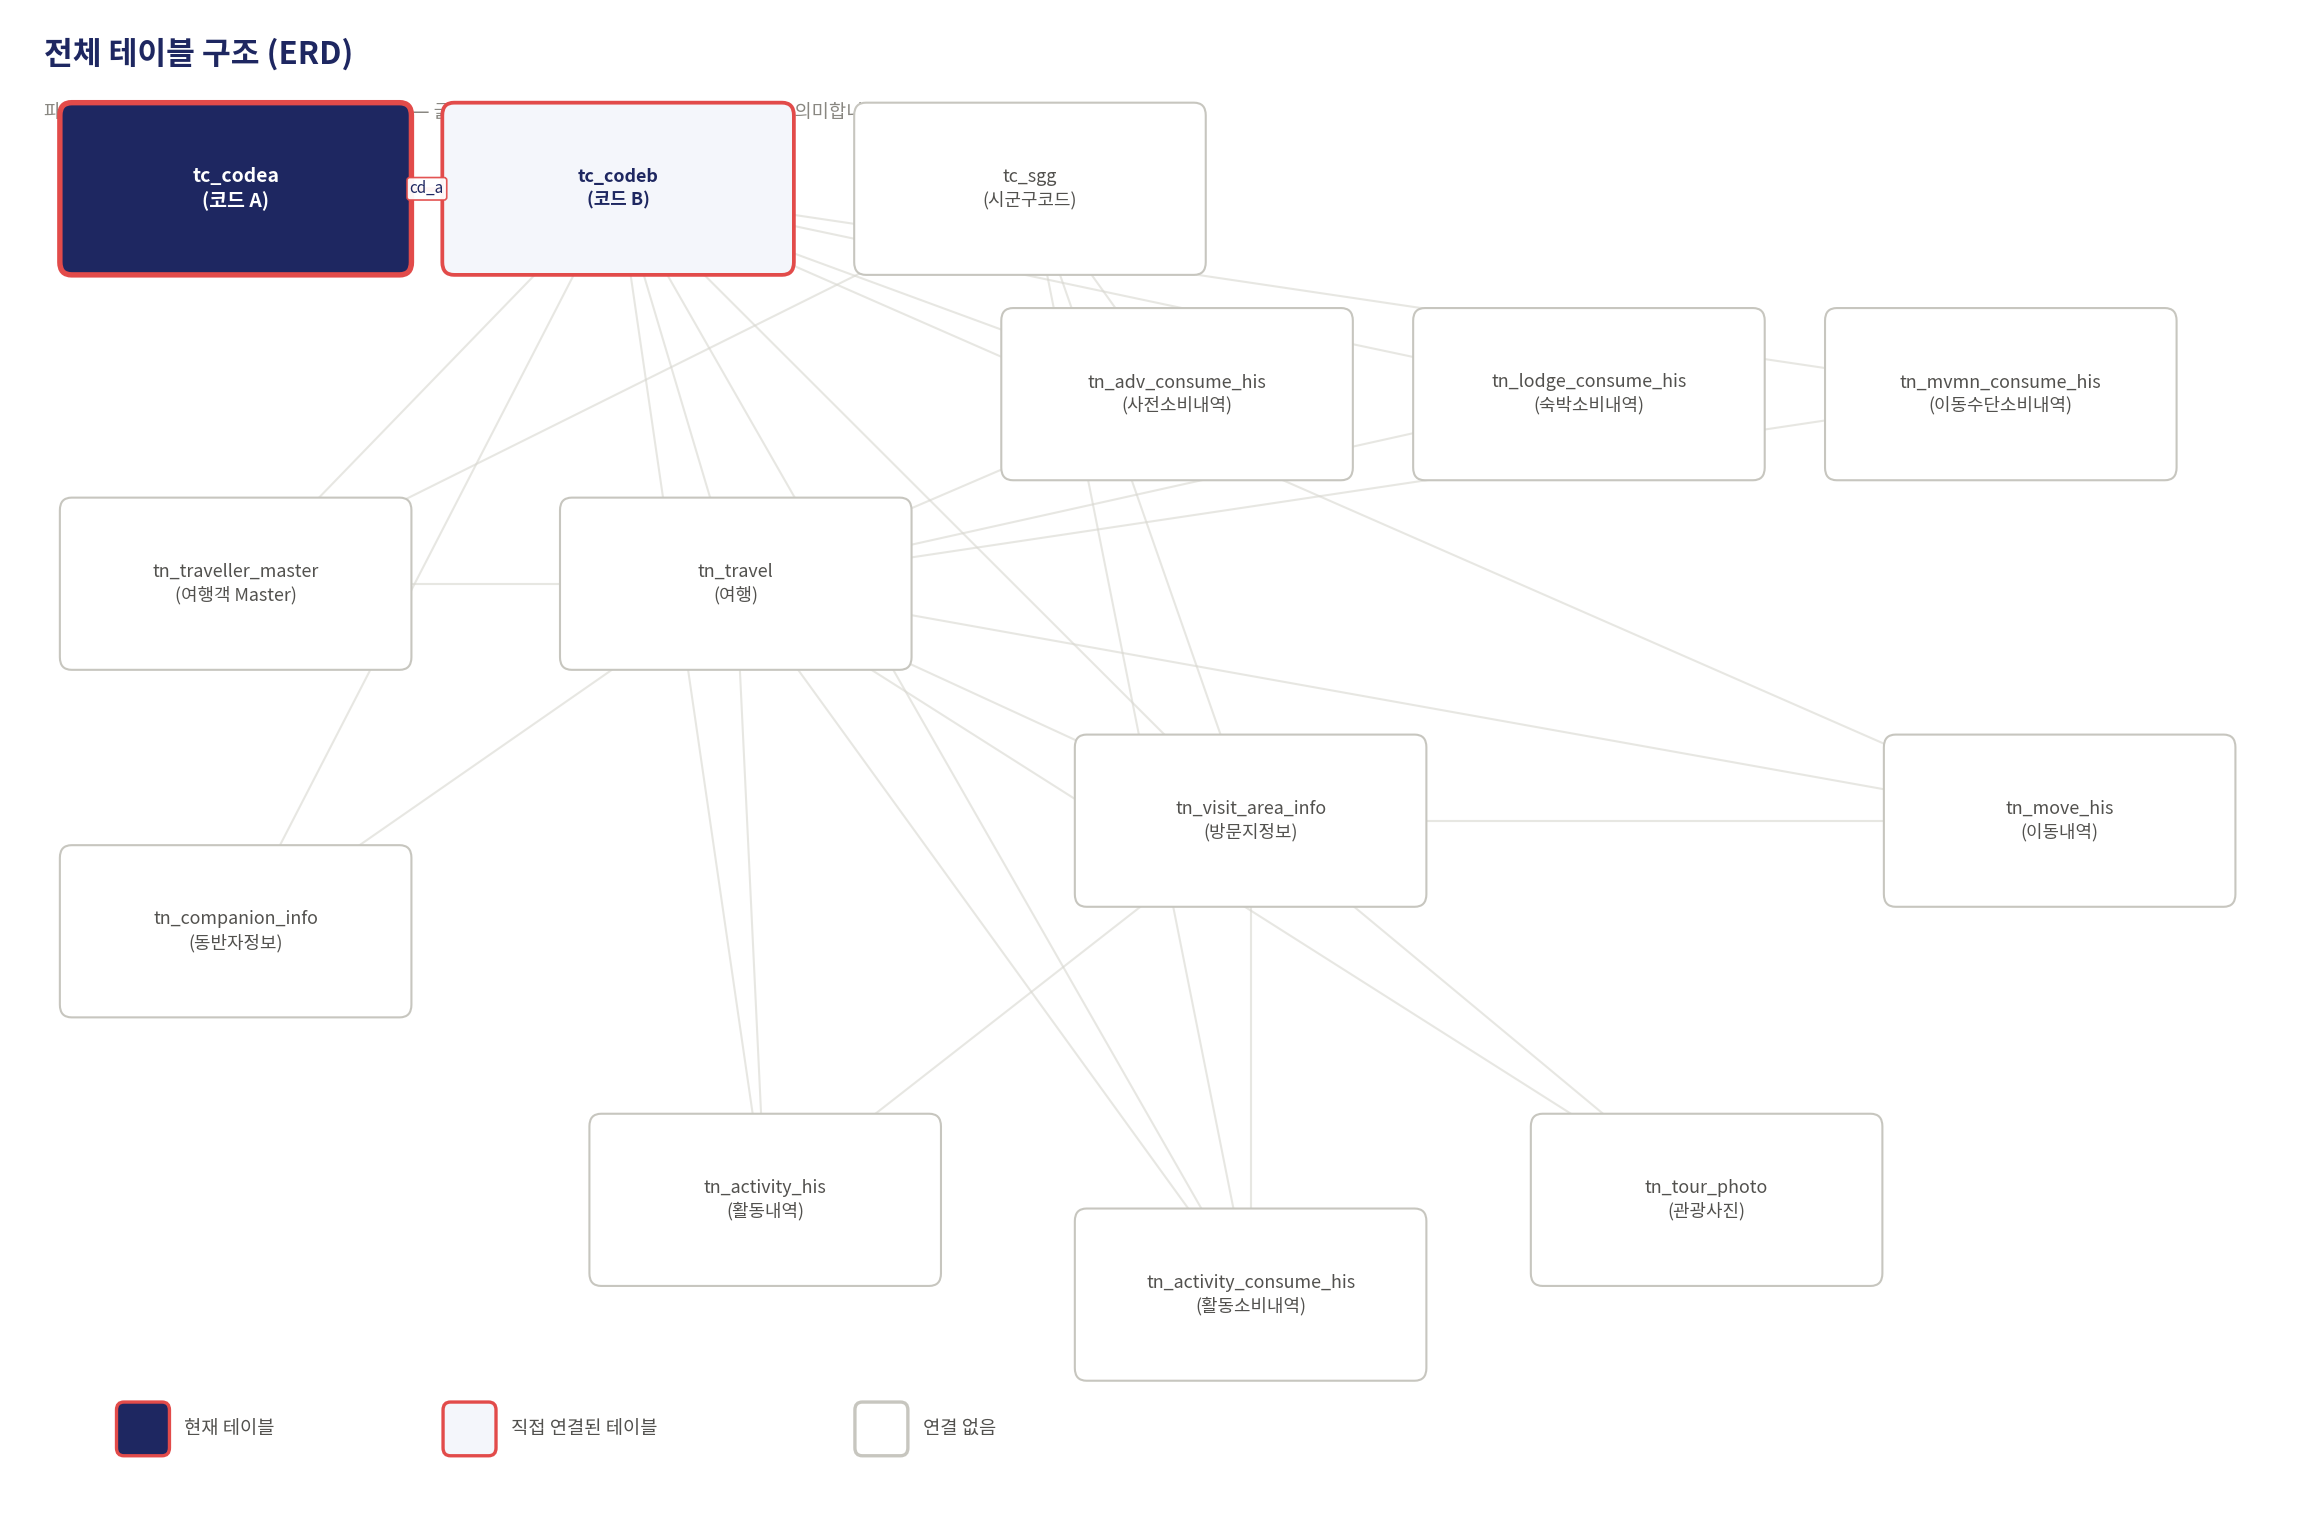 전체 테이블 구조 (ERD)
의미합니
tc_codea
(코드 A)
cd_a
tc_codeb
(코드 B)
tc_sgg
(시군구코드)
tn_adv_consume_his
(사전소비내역)
tn_lodge_consume_his
(숙박소비내역)
tn_mvmn_consume_his
(이동수단소비내역)
tn_traveller_master
(여행객 Master)
tn_travel
(여행)
tn_visit_area_info
(방문지정보)
tn_move_his
(이동내역)
tn_companion_info
(동반자정보)
tn_activity_his
(활동내역)
tn_tour_photo
(관광사진)
tn_activity_consume_his
(활동소비내역)
현재 테이블
직접 연결된 테이블
연결 없음